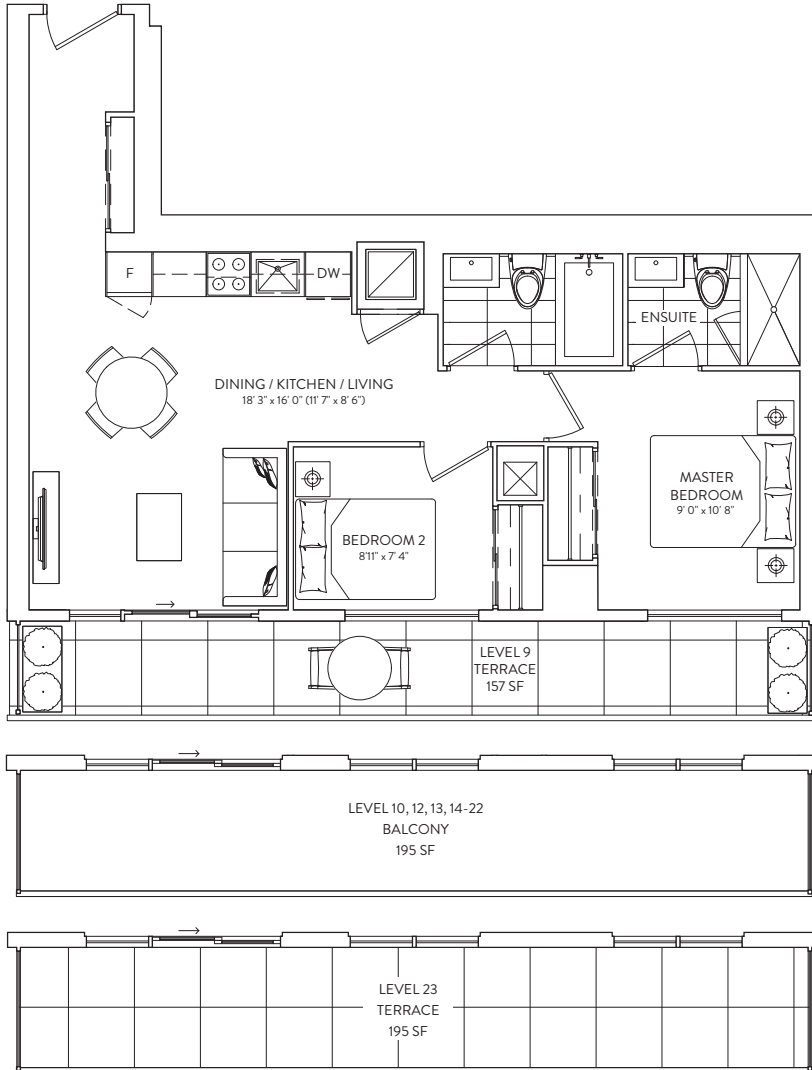 F
DW
ENSUITE
DINING / KITCHEN / LIVING
18' 3" x 16' 0" (11' 7" x 8' 6")
MASTER
BEDROOM
9' 0" x 10' 8"
BEDROOM 2
8'11" x 7' 4"
LEVEL 9
TERRACE
157 SF
LEVEL 10, 12, 13, 14-22
BALCONY
195 SF
LEVEL 23
TERRACE
195 SF